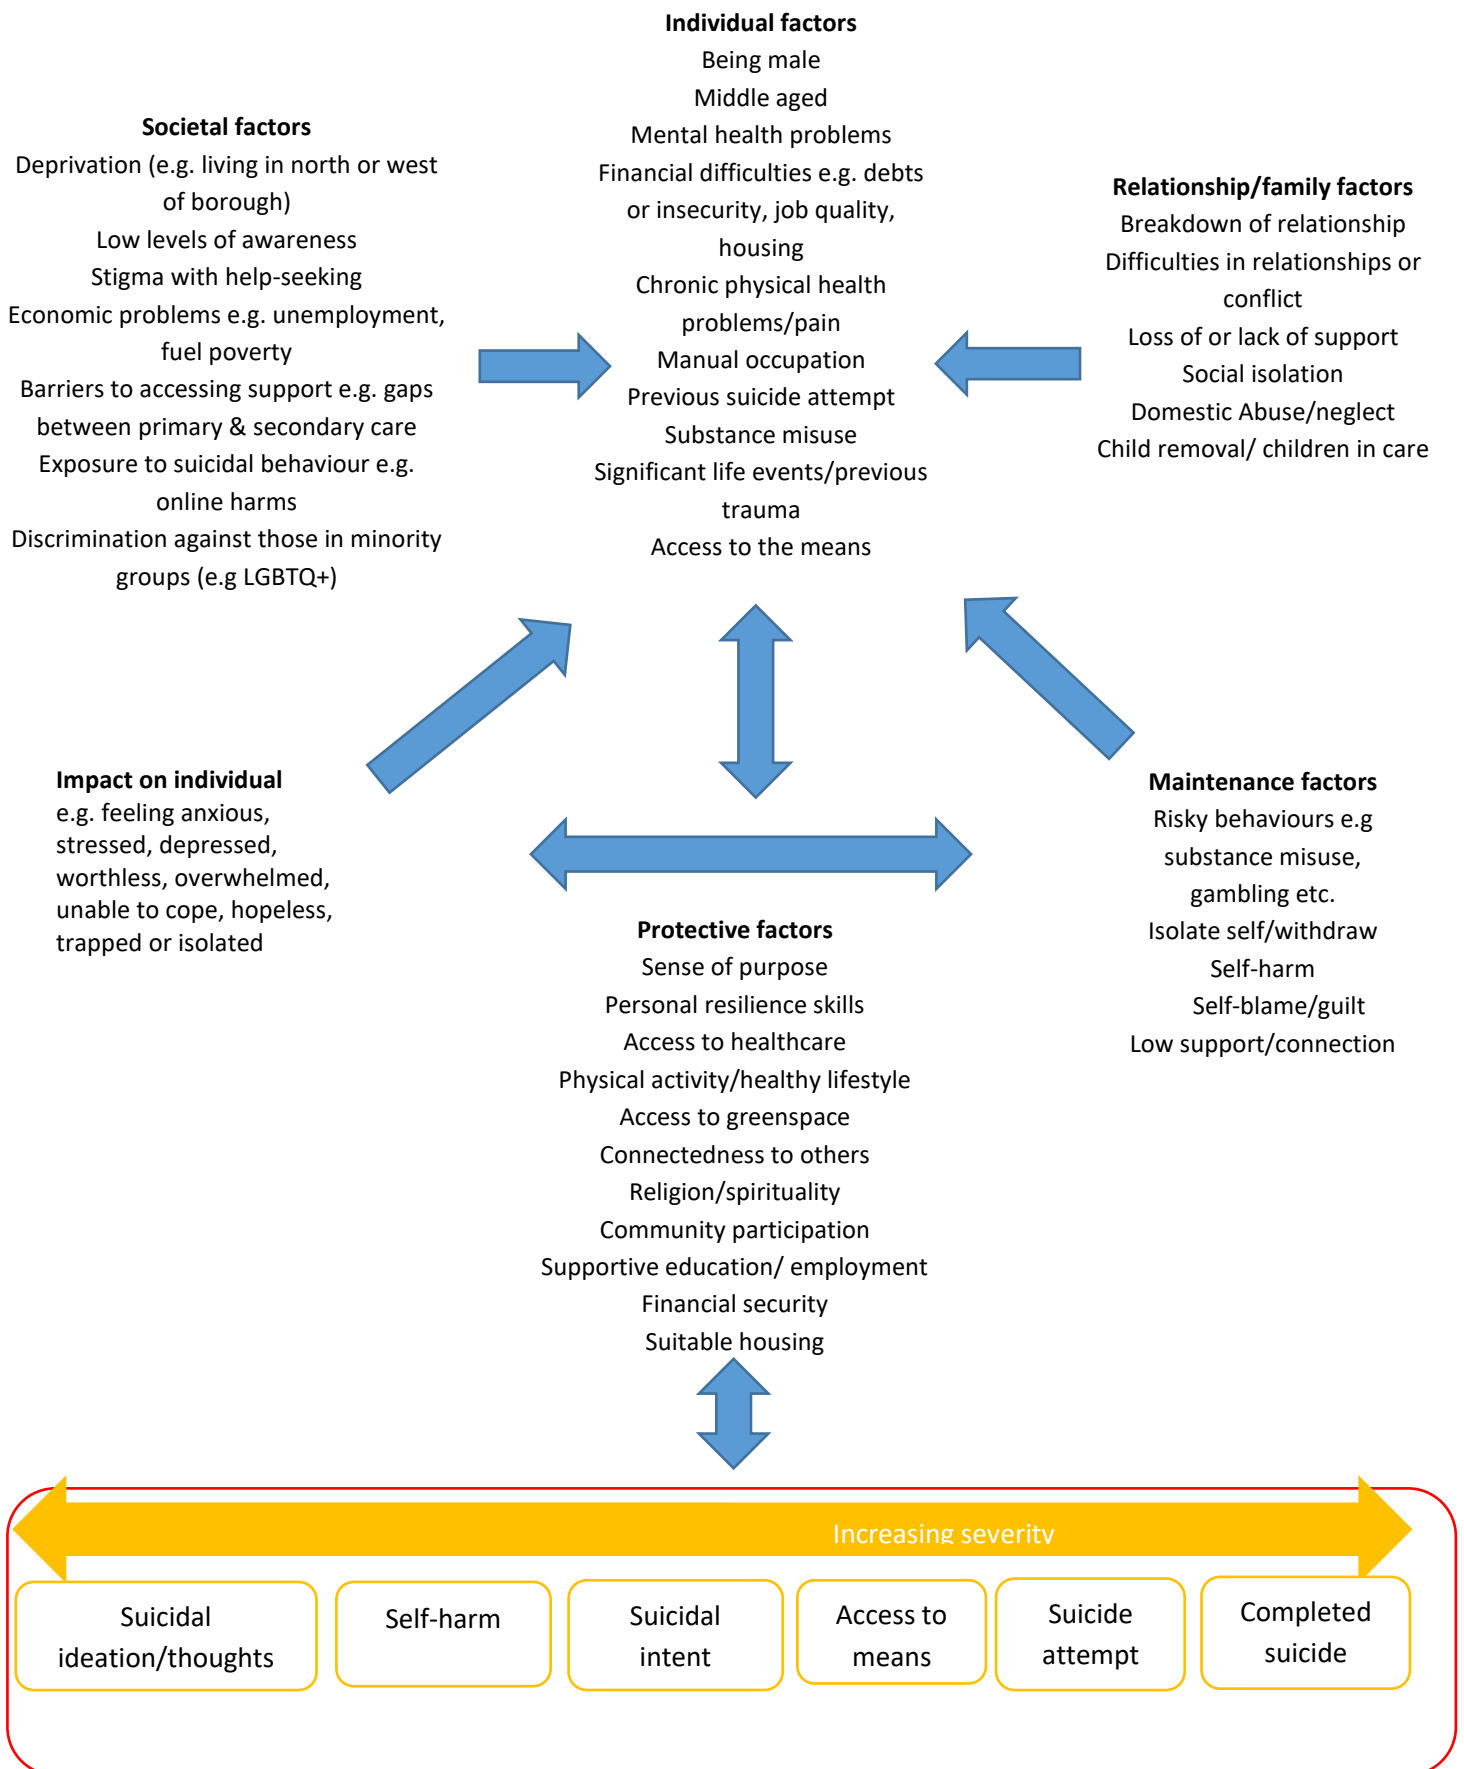 Individual factors
Being male
Middle aged
Mental health problems
Financial difficulties e.g. debts
or insecurity, job quality,
housing
Chronic physical health
problems/pain
Manual occupation
Previous suicide attempt
Substance misuse
Significant life events/previous
trauma
Access to the means
Societal factors
Deprivation (e.g. living in north or west
of borough)
Low levels of awareness
Stigma with help-seeking
Economic problems e.g. unemployment,
fuel poverty
Barriers to accessing support e.g. gaps
between primary & secondary care
Exposure to suicidal behaviour e.g.
online harms
Discrimination against those in minority
groups (e.g LGBTQ+)
Relationship/family factors
Breakdown of relationship
Difficulties in relationships or
conflict
Loss of or lack of support
Social isolation
Domestic Abuse/neglect
Child removal/ children in care
Impact on individual
e.g. feeling anxious,
stressed, depressed,
worthless, overwhelmed,
unable to cope, hopeless,
trapped or isolated
Maintenance factors
Risky behaviours e.g
substance misuse,
gambling etc.
Isolate self/withdraw
Self-harm
Self-blame/guilt
Low support/connection
Protective factors
Sense of purpose
Personal resilience skills
Access to healthcare
Physical activity/healthy lifestyle
Access to greenspace
Connectedness to others
Religion/spirituality
Community participation
Supportive education/ employment
Financial security
Suitable housing
Increasing severity
Suicidal
ideation/thoughts
Self-harm
Suicidal
intent
Access to
means
Suicide
attempt
Completed
suicide